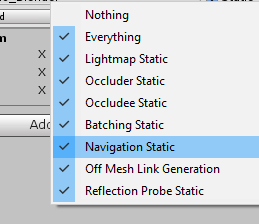 Nothing
Everything
Lightmap Static
Occluder Static
Occludee Static
Batching Static
Navigation Static
Off Mesh Link Generation
Reflection Probe Static
X
X
X
Add